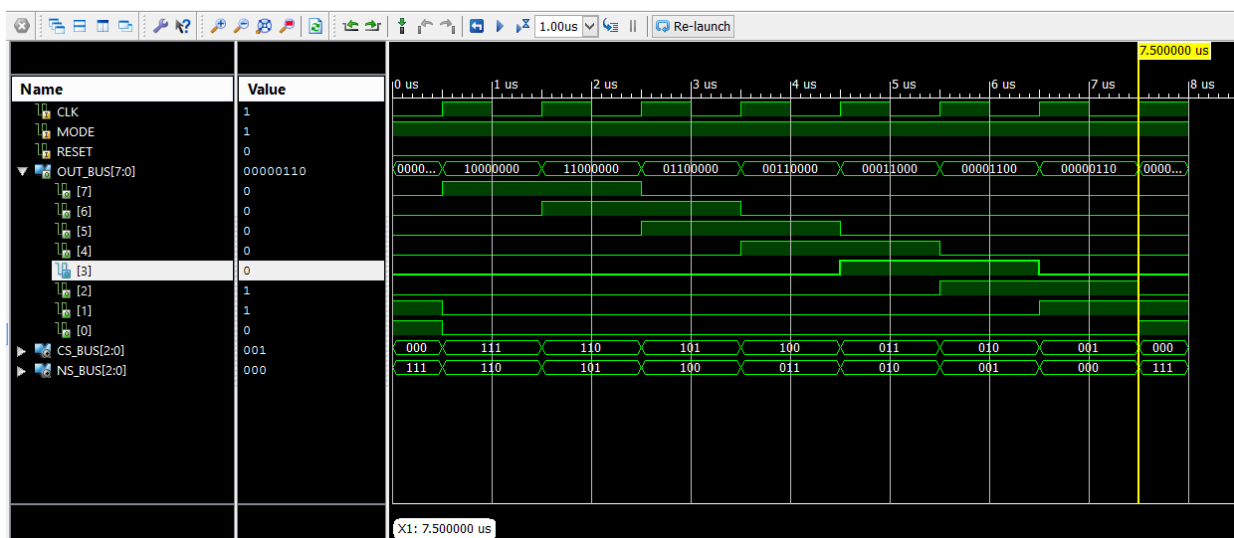 1.00us Re-launch
7.500000 us
Name Value
0 us 1 us 2 us 3 us 4 us 5 us 6 us 7 us 8 us
CLK 1
MODE 1
RESET 0
OUT_BUS[7:0] 00000110 0000... 10000000 11000000 01100000 00110000 00011000 00001100 00000110 0000...
[7] 0
[6] 0
[5] 0
[4] 0
[3] 0
[2] 1
[1] 1
[0] 0
CS_BUS[2:0] 001 000 111 110 101 100 011 010 001 000
NS_BUS[2:0] 000 111 110 101 100 011 010 001 000 111
X1: 7.500000 us